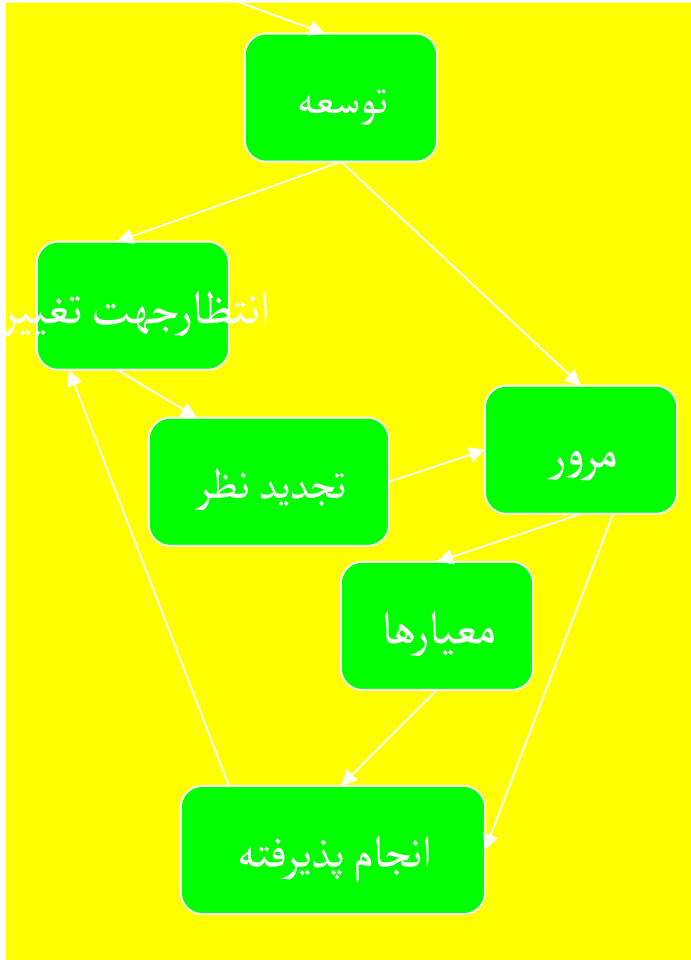 توسعه
انتظارجهت تغییر
مرور
تجدید نظر
معیارها
انجام پذیرفته